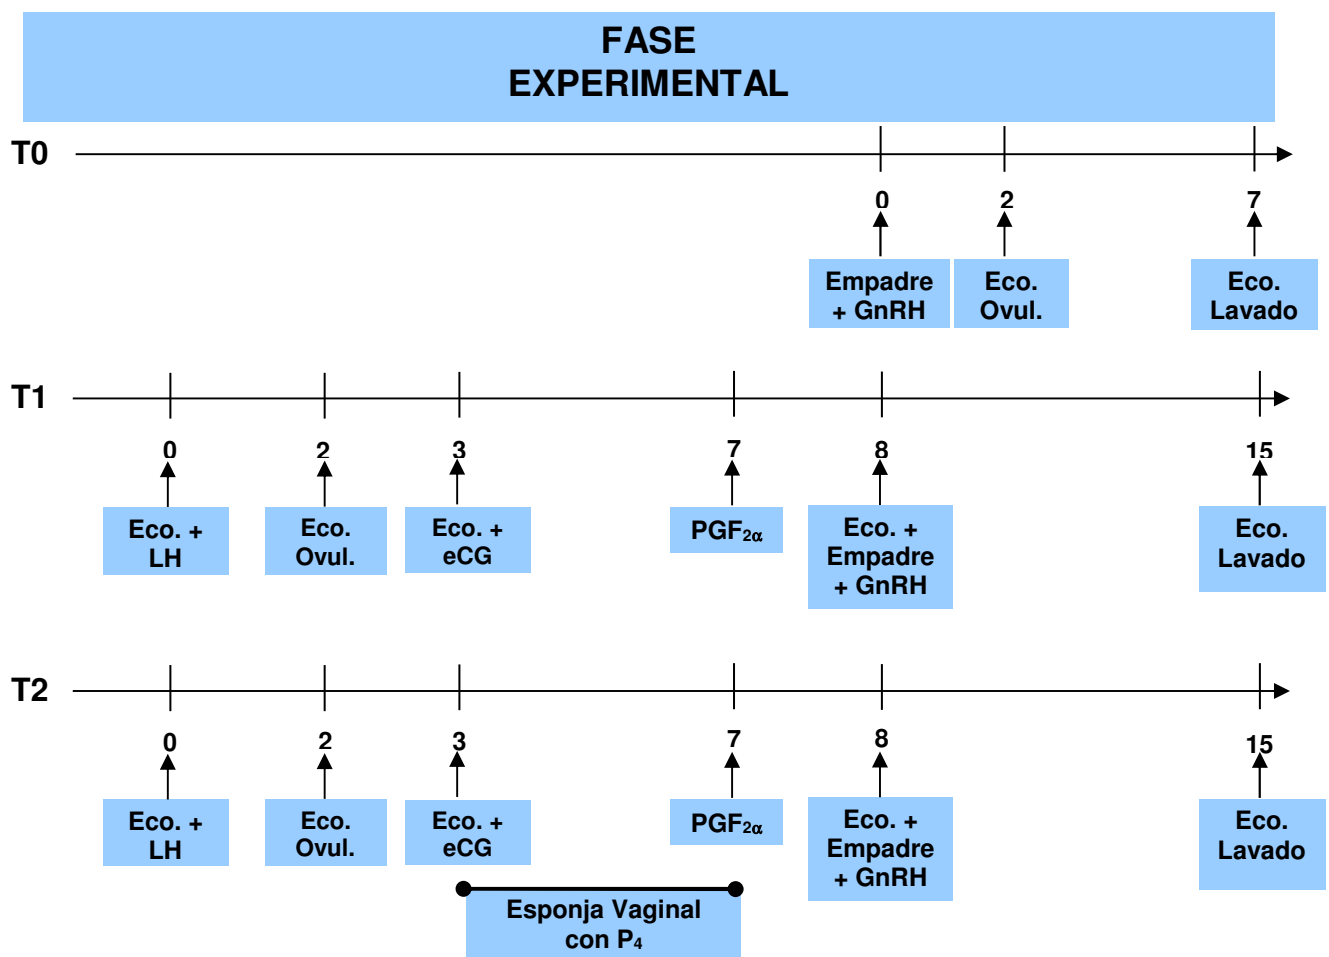 FASE
EXPERIMENTAL
T0
0 2 7
Empadre
+ GnRH
Eco.
Ovul.
Eco.
Lavado
T1
0 2 3 7 8 15
Eco. +
LH
Eco.
Ovul.
Eco. +
eCG
PGF2α
Eco. +
Empadre
+ GnRH
Eco.
Lavado
T2
0 2 3 7 8 15
Eco. +
LH
Eco.
Ovul.
Eco. +
eCG
PGF2α
Eco. +
Empadre
+ GnRH
Eco.
Lavado
Esponja Vaginal
con P4